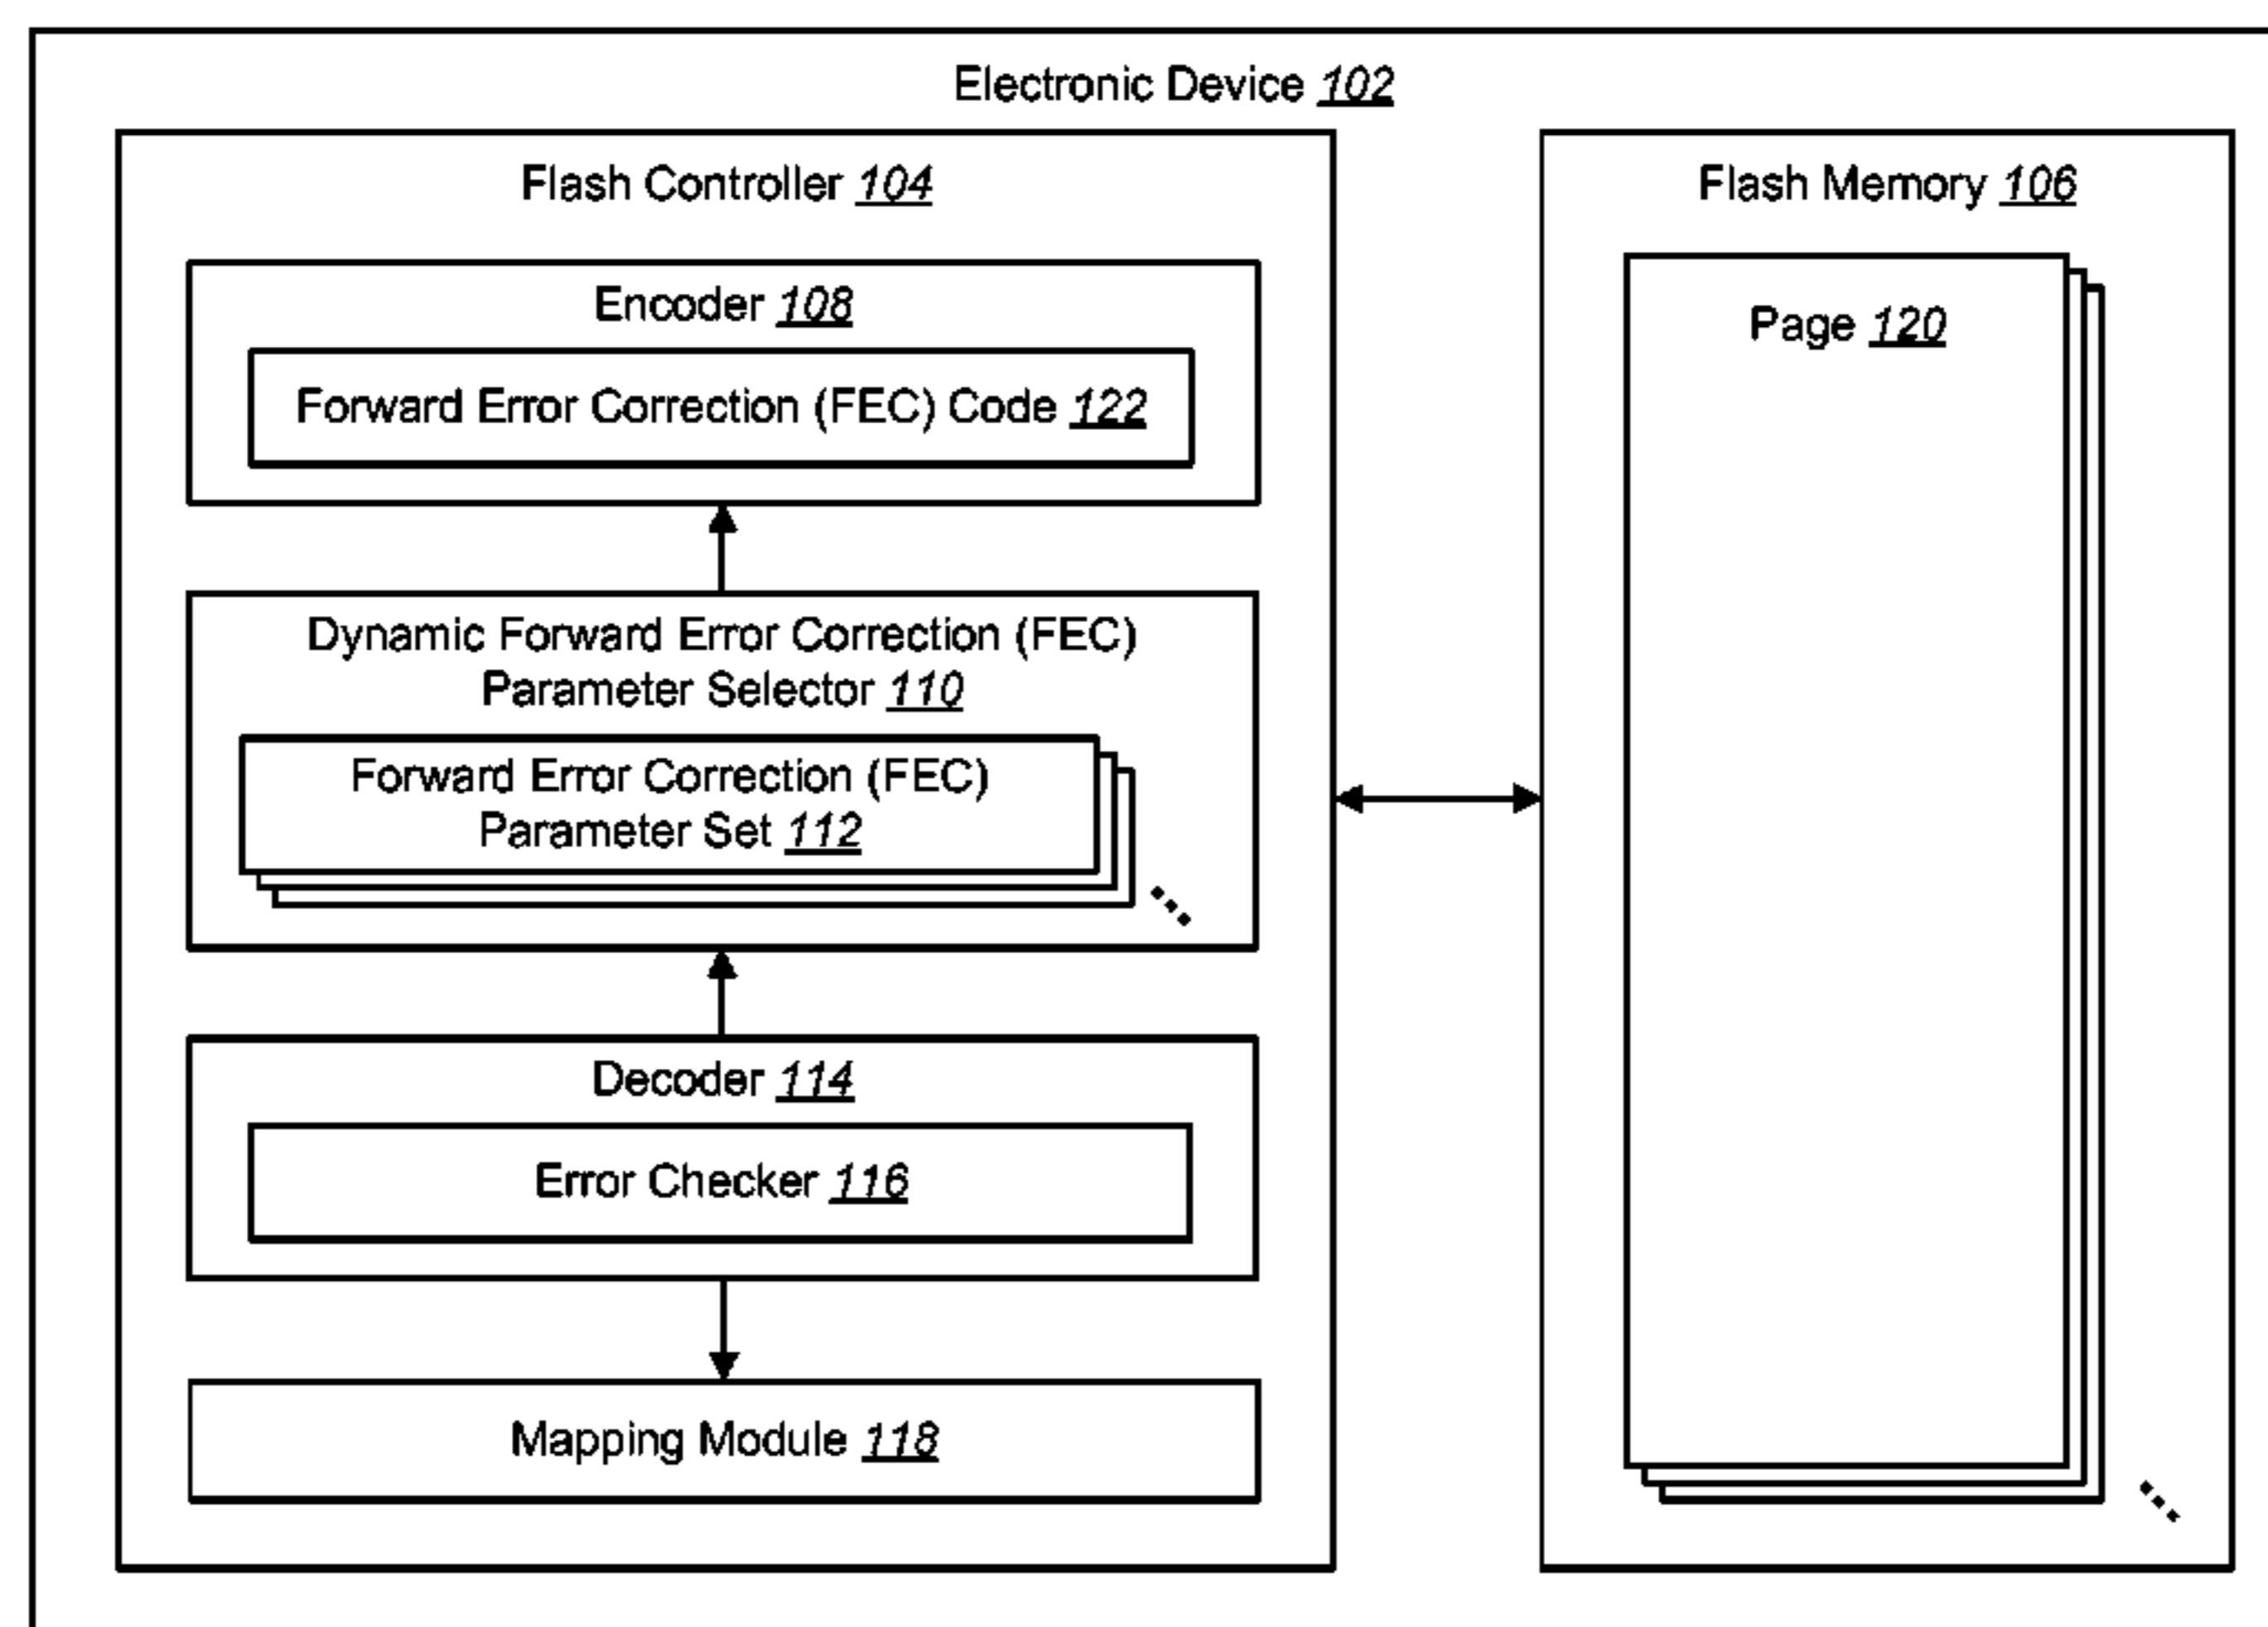 Electronic Device 102
Flash Controller 104
Encoder 108
Forward Error Correction (FEC) Code 122
Dynamic Forward Error Correction (FEC)
Parameter Selector 110
Forward Error Correction (FEC)
Parameter Set 112
Decoder 114
Error Checker 116
Mapping Module 118
Flash Memory 106
Page 120